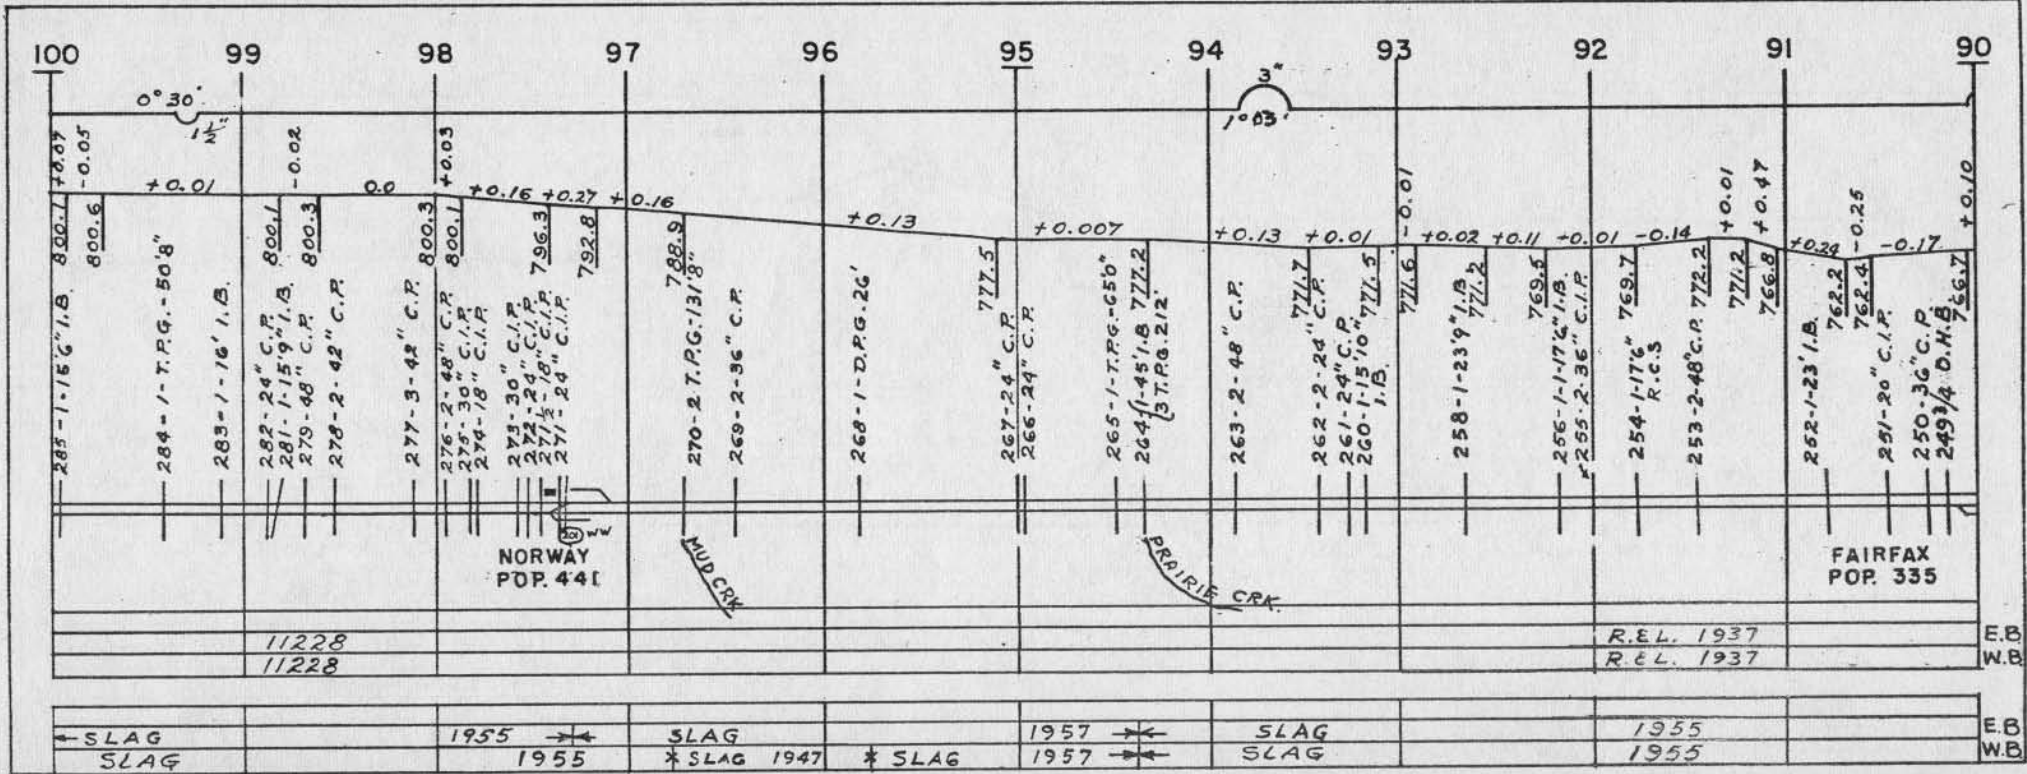 100 99 98 97 96 95 94 93 92 91 90
0° 30'
1½"
3"
1° 03'
+0.07
-0.05
+0.01
-0.02
0.0
+0.03
+0.16
+0.27
+0.16
+0.13
+0.007
+0.13
+0.01
-0.01
+0.02
+0.11
+0.01
-0.14
+0.01
+0.47
+0.24
-0.25
-0.17
+0.10
800.1
800.6
800.1
800.3
800.3
800.1
796.3
792.8
788.9
777.5
777.2
771.7
771.5
771.6
771.2
769.5
769.7
772.2
771.2
766.8
762.2
762.4
766.7
285-1-15'6" I.B.
284-1-T.P.G.-50'8"
283-1-16' I.B.
282-24" C.P.
281-1-15'9" I.B.
279-48" C.P.
278-2-42" C.P.
277-3-42" C.P.
276-2-48" C.P.
275-30" C.I.P.
274-18" C.I.P.
273-30" C.I.P.
272-24" C.I.P.
271½-18" C.I.P.
271-24" C.I.P.
270-2-T.P.G.-131'8"
269-2-36" C.P.
268-1-D.P.G.26'
267-24" C.P.
266-24" C.P.
265-1-T.P.G.-65'0"
264{1-45' I.B.
{3 T.P.G. 212'
263-2-48" C.P.
262-2-24" C.P.
261-24" C.P.
260-1-15'10"
I.B.
258-1-23'9" I.B.
256-1-17'6" I.B.
255-2-36" C.I.P.
254-1-17'6"
R.C.S
253-2-48" C.P.
252-1-23' I.B.
251-20" C.I.P.
250-36" C.P.
249¾ O.H.B.
W W
NORWAY
POP. 441
MUD CRK
PRAIRIE CRK.
FAIRFAX
POP. 335
11228 R.E.L. 1937 E.B.
11228 R.E.L. 1937 W.B.
SLAG 1955 SLAG 1957 SLAG 1955 E.B.
SLAG 1955 * SLAG 1947 * SLAG 1957 SLAG 1955 W.B.